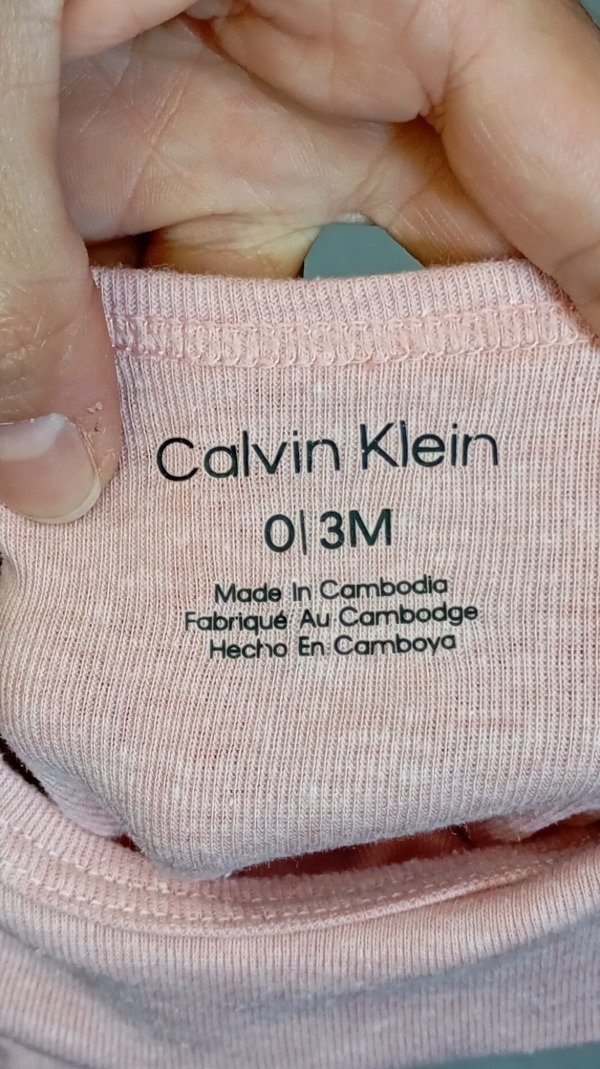 Calvin Klein
0|3M
Made In Cambodia
Fabriqué Au Cambodge
Hecho En Camboya